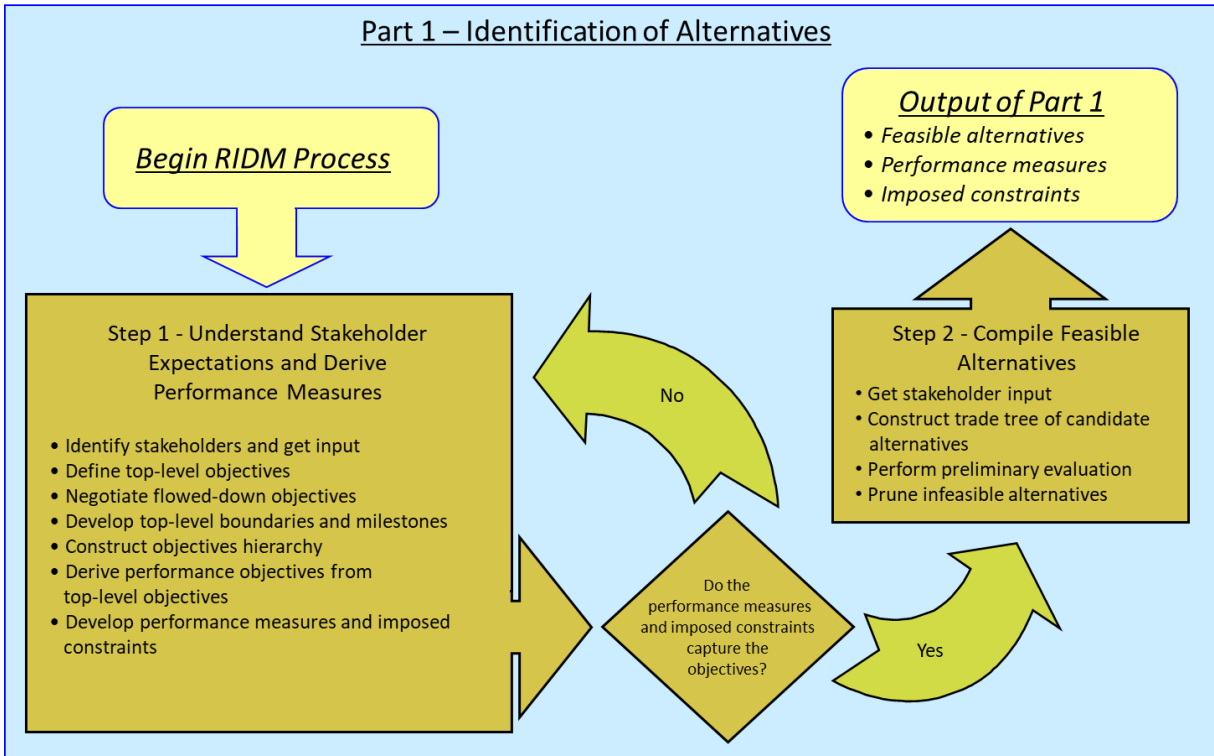 Part 1 – Identification of Alternatives
Begin RIDM Process
Output of Part 1
• Feasible alternatives
• Performance measures
• Imposed constraints
Step 1 - Understand Stakeholder
Expectations and Derive
Performance Measures
• Identify stakeholders and get input
• Define top-level objectives
• Negotiate flowed-down objectives
• Develop top-level boundaries and milestones
• Construct objectives hierarchy
• Derive performance objectives from
top-level objectives
• Develop performance measures and imposed
constraints
No
Do the
performance measures
and imposed constraints
capture the
objectives?
Yes
Step 2 - Compile Feasible
Alternatives
• Get stakeholder input
• Construct trade tree of candidate
alternatives
• Perform preliminary evaluation
• Prune infeasible alternatives